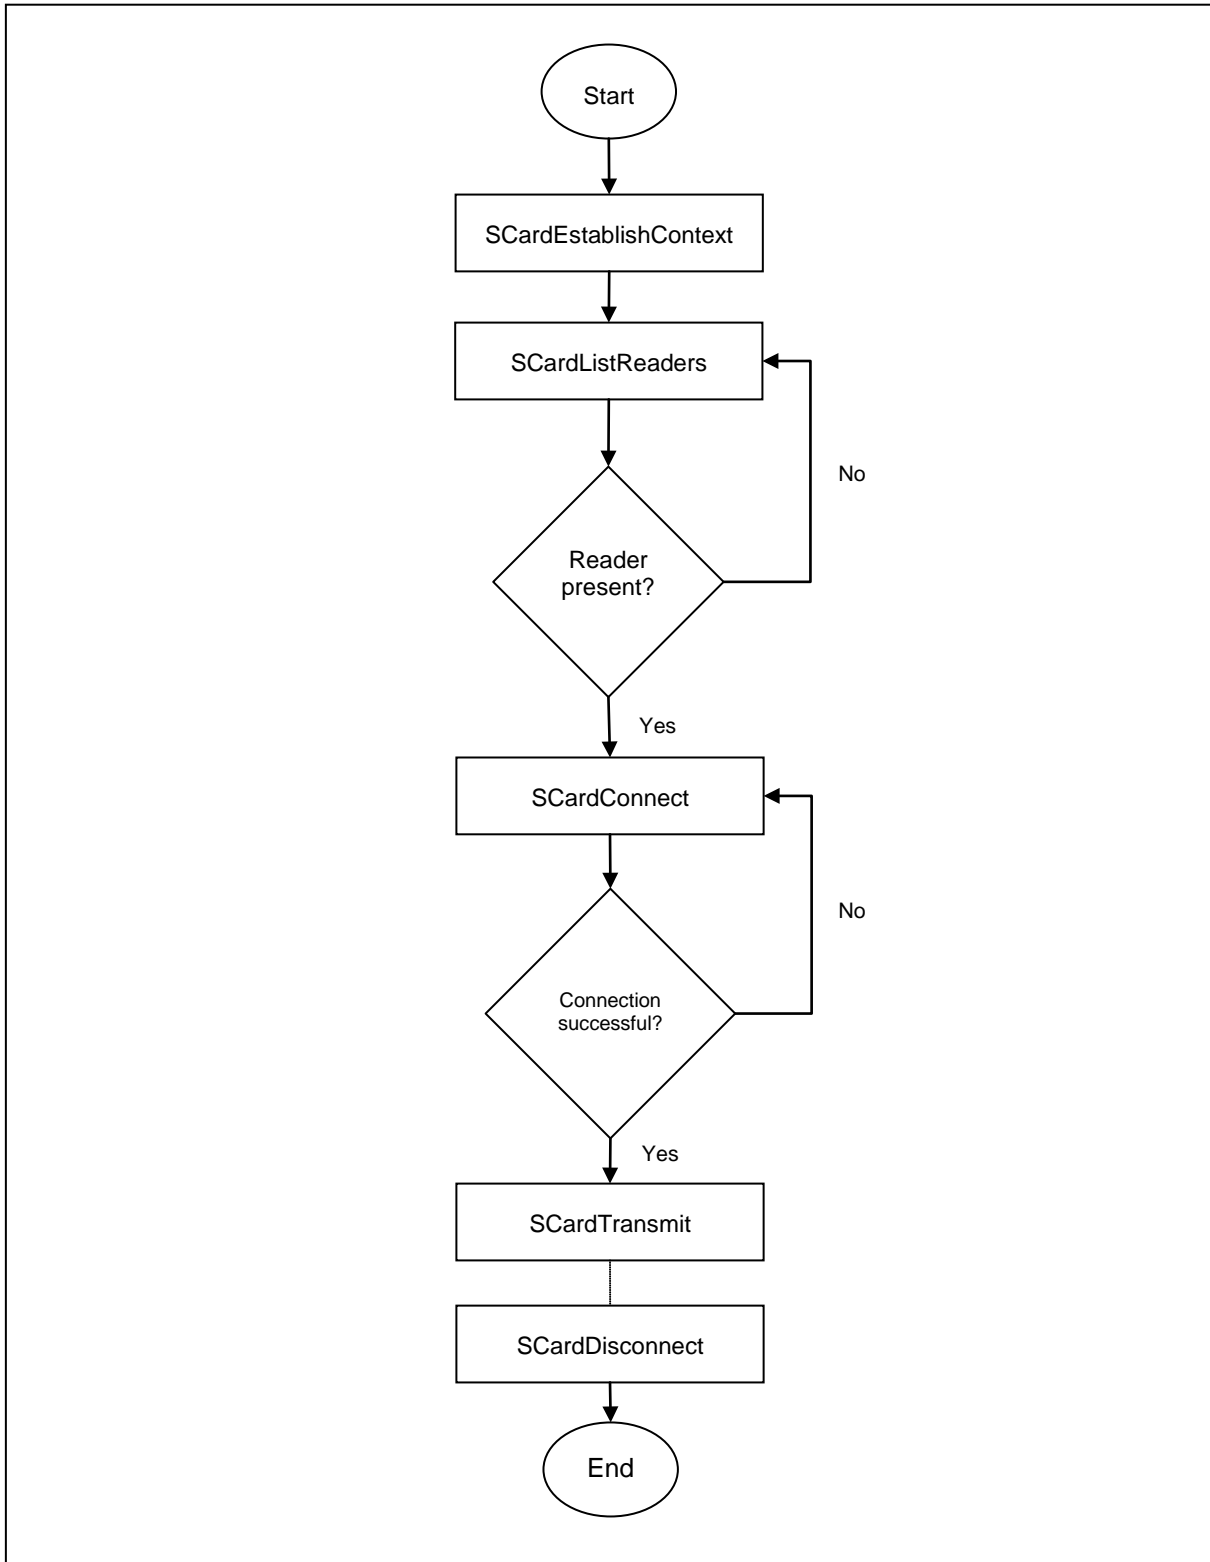 Start
SCardEstablishContext
SCardListReaders
No
Reader
present?
Yes
SCardConnect
No
Connection
successful?
Yes
SCardTransmit
SCardDisconnect
End